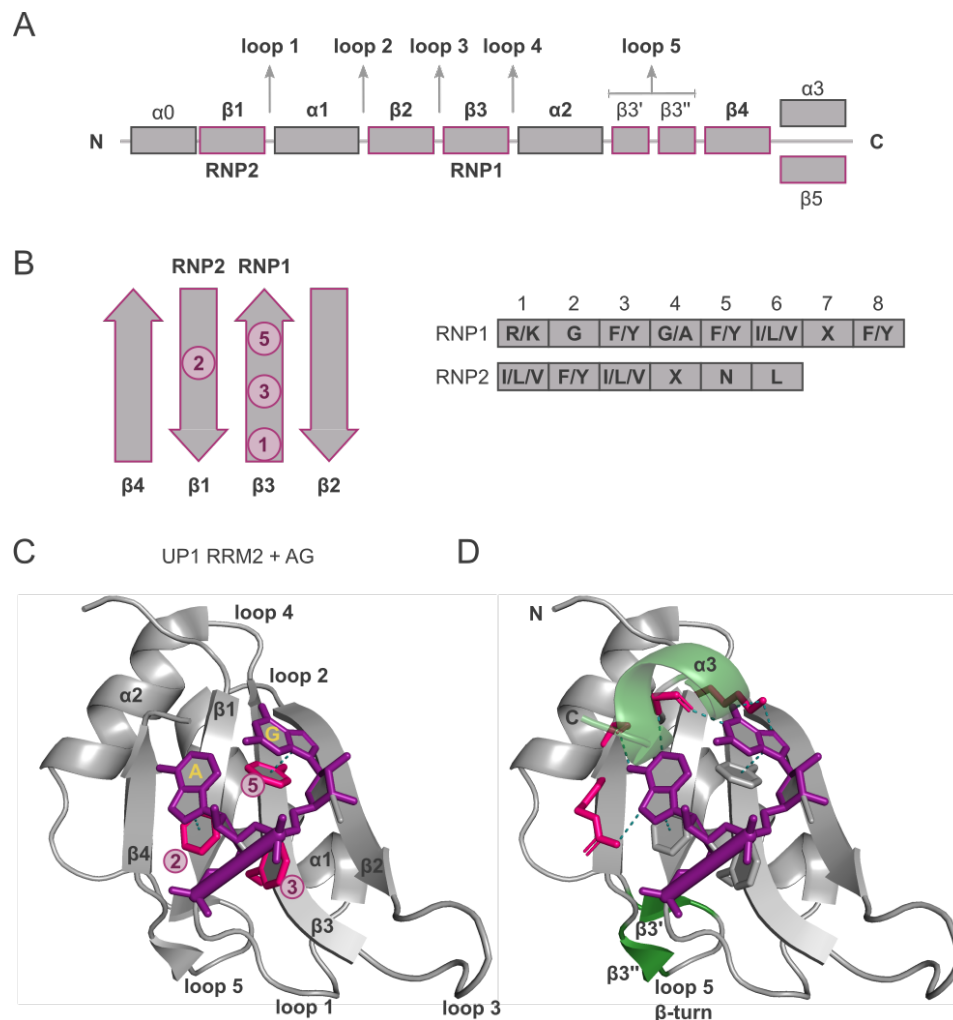 A
loop 1 loop 2 loop 3 loop 4 loop 5
α0 β1 α1 β2 β3 α2 β3' β3'' β4 α3
N C
RNP2 RNP1 β5
B
RNP2 RNP1
5
2
3
1
β4 β1 β3 β2
1 2 3 4 5 6 7 8
RNP1 R/K G F/Y G/A F/Y I/L/V X F/Y
RNP2 I/L/V F/Y I/L/V X N L
C
UP1 RRM2 + AG
loop 4
loop 2
α2
β1
G
A
5
2
β4
α1
β2
3
β3
loop 5
loop 1
loop 3
D
N
α3
C
β3'
β3''
loop 5
β-turn